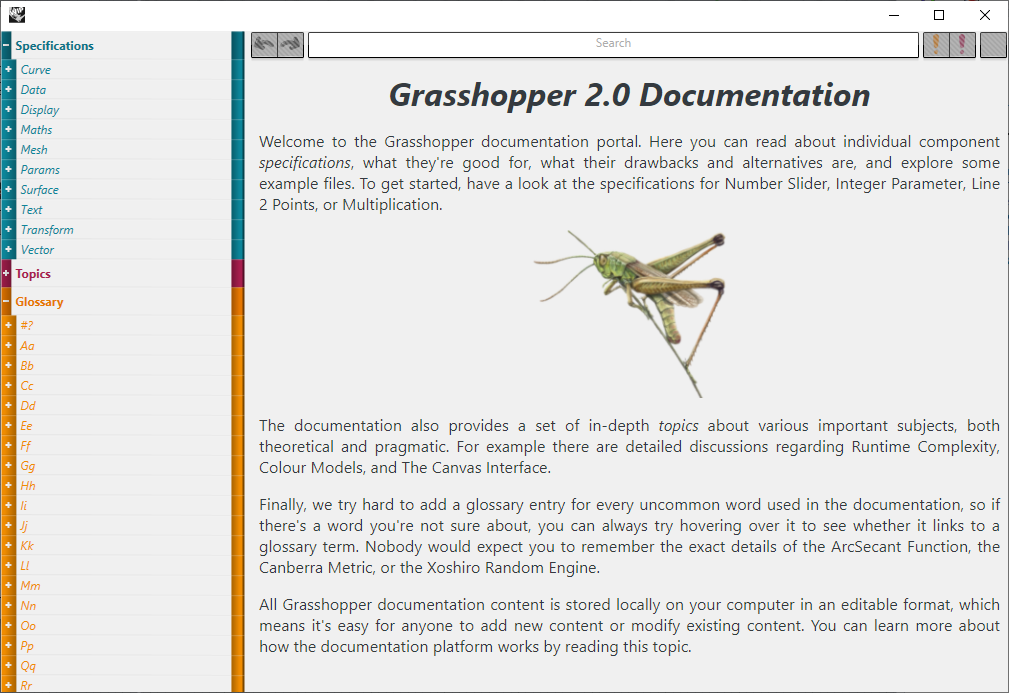 Search
Specifications
Curve
Data
Display
Maths
Mesh
Params
Surface
Text
Transform
Vector
Topics
Glossary
#?
Aa
Bb
Cc
Dd
Ee
Ff
Gg
Hh
Ii
Jj
Kk
Ll
Mm
Nn
Oo
Pp
Qq
Rr
Grasshopper 2.0 Documentation
Welcome to the Grasshopper documentation portal. Here you can read about individual component
specifications, what they're good for, what their drawbacks and alternatives are, and explore some
example files. To get started, have a look at the specifications for Number Slider, Integer Parameter, Line
2 Points, or Multiplication.
The documentation also provides a set of in-depth topics about various important subjects, both
theoretical and pragmatic. For example there are detailed discussions regarding Runtime Complexity,
Colour Models, and The Canvas Interface.
Finally, we try hard to add a glossary entry for every uncommon word used in the documentation, so if
there's a word you're not sure about, you can always try hovering over it to see whether it links to a
glossary term. Nobody would expect you to remember the exact details of the ArcSecant Function, the
Canberra Metric, or the Xoshiro Random Engine.
All Grasshopper documentation content is stored locally on your computer in an editable format, which
means it's easy for anyone to add new content or modify existing content. You can learn more about
how the documentation platform works by reading this topic.